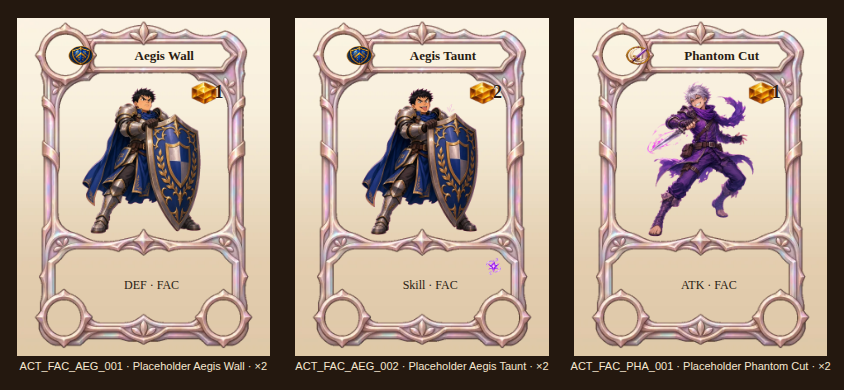 Aegis Wall
1
DEF · FAC
ACT_FAC_AEG_001 · Placeholder Aegis Wall · ×2
Aegis Taunt
2
Skill · FAC
ACT_FAC_AEG_002 · Placeholder Aegis Taunt · ×2
Phantom Cut
1
ATK · FAC
ACT_FAC_PHA_001 · Placeholder Phantom Cut · ×2